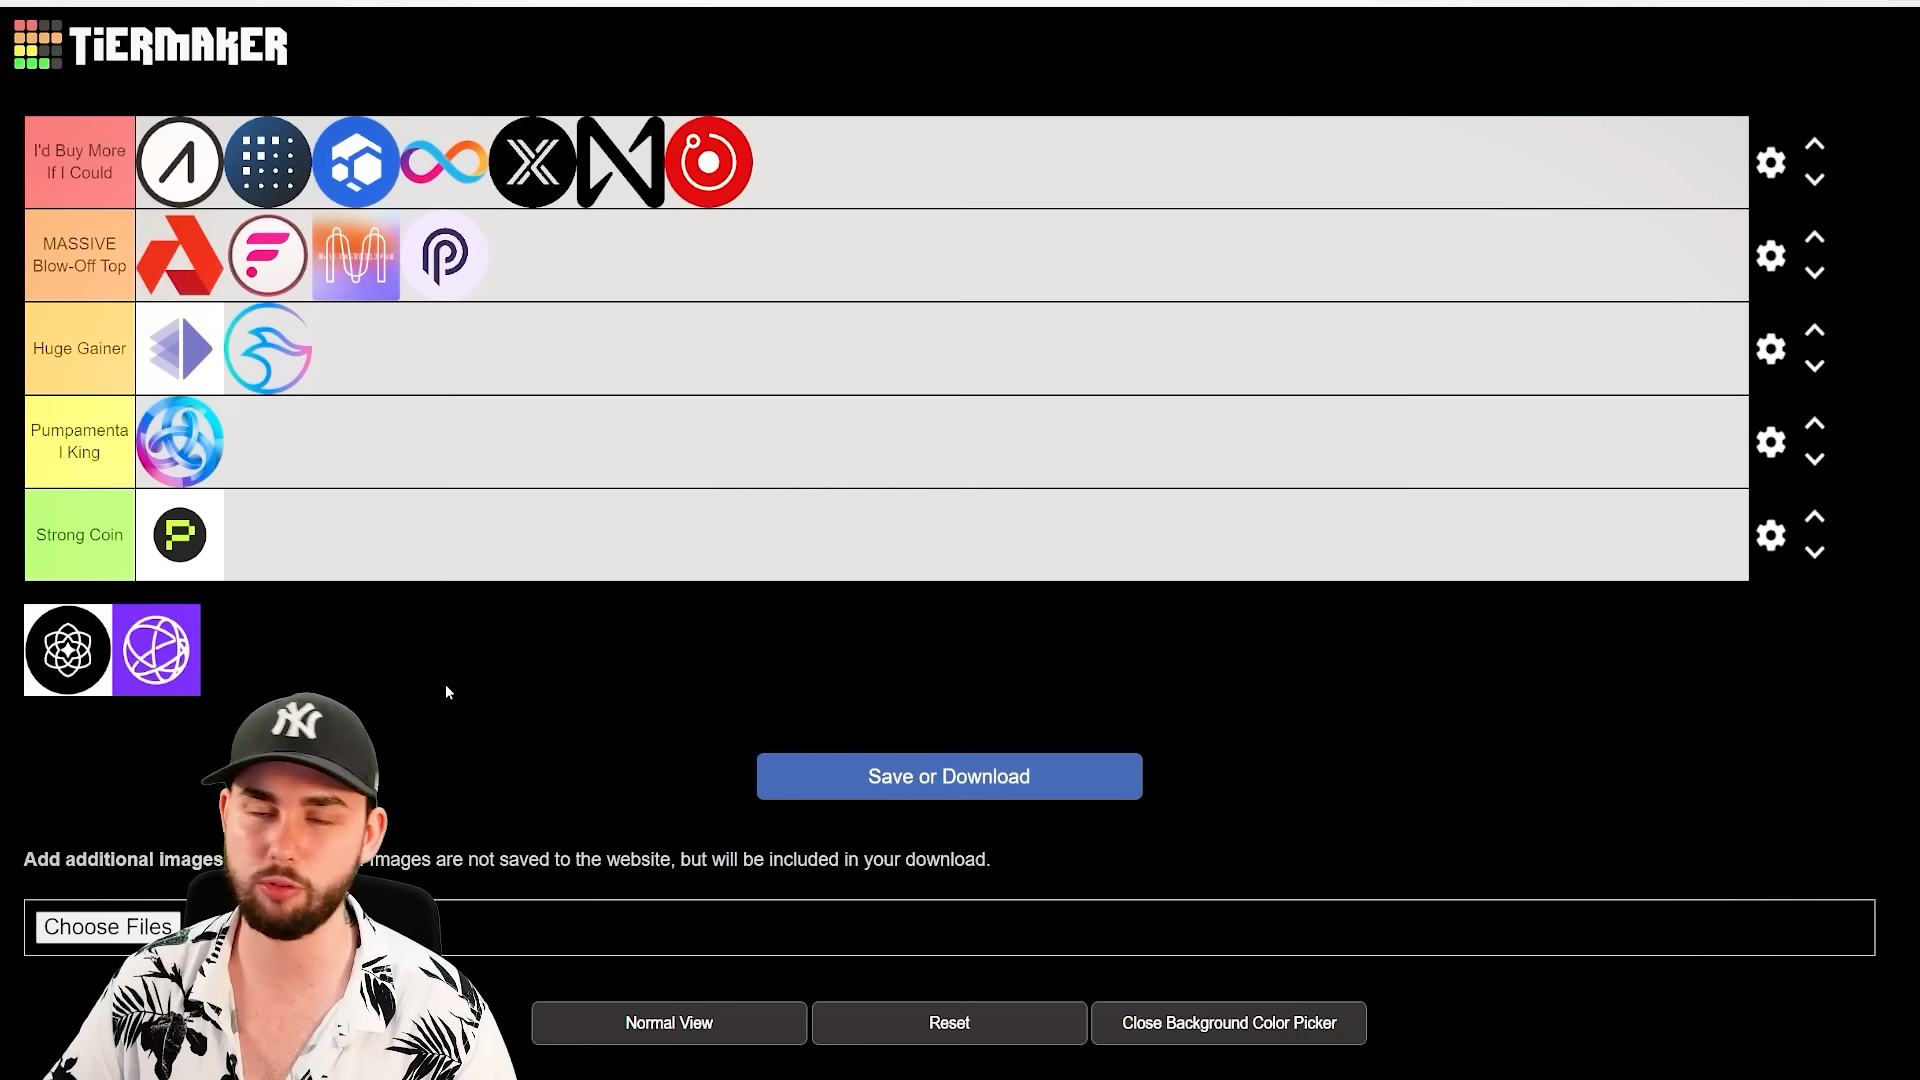 TiERMAKER
I'd Buy More
If I Could
MASSIVE
Blow-Off Top
Huge Gainer
Pumpamenta
l King
Strong Coin
Save or Download
Add additional images
images are not saved to the website, but will be included in your download.
Choose Files
NY
Normal View
Reset
Close Background Color Picker